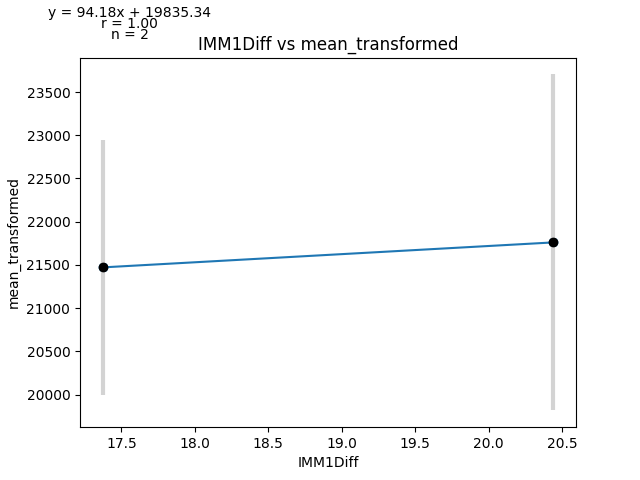 y = 94.18x + 19835.34
r = 1.00
n = 2
IMM1Diff vs mean_transformed
23500
23000
22500
22000
21500
21000
20500
20000
mean_transformed
17.5
18.0
18.5
19.0
19.5
20.0
20.5
IMM1Diff